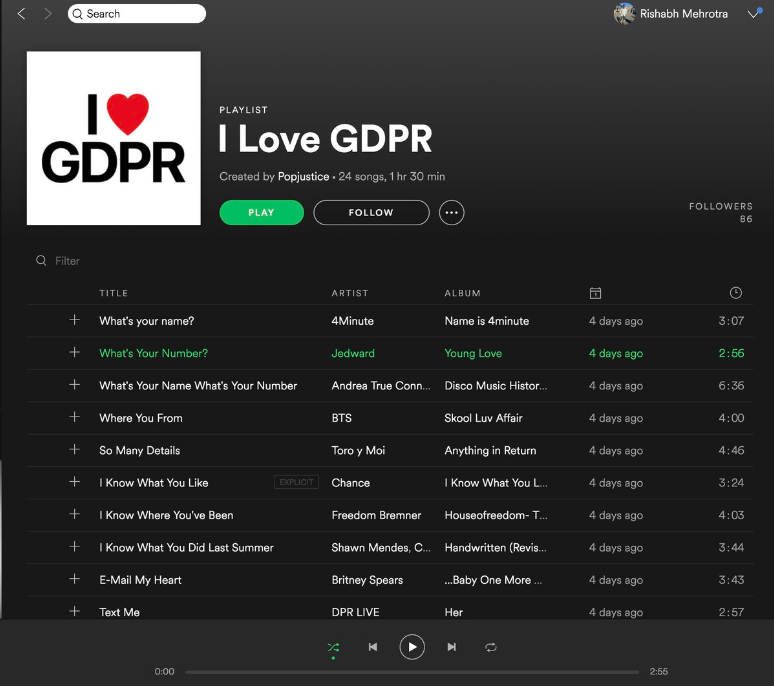 Search
Rishabh Mehrotra
I ❤ GDPR
PLAYLIST
I Love GDPR
Created by Popjustice • 24 songs, 1 hr 30 min
PLAY FOLLOW
FOLLOWERS
86
Filter
TITLE ARTIST ALBUM
What's your name? 4Minute Name is 4minute 4 days ago 3:07
What's Your Number? Jedward Young Love 4 days ago 2:56
What's Your Name What's Your Number Andrea True Conn... Disco Music Histor... 4 days ago 6:36
Where You From BTS Skool Luv Affair 4 days ago 4:00
So Many Details Toro y Moi Anything in Return 4 days ago 4:46
I Know What You Like EXPLICIT Chance I Know What You L... 4 days ago 3:24
I Know Where You've Been Freedom Bremner Houseofreedom- T... 4 days ago 4:03
I Know What You Did Last Summer Shawn Mendes, C... Handwritten (Revis... 4 days ago 3:44
E-Mail My Heart Britney Spears ...Baby One More ... 4 days ago 3:43
Text Me DPR LIVE Her 4 days ago 2:57
0:00 2:55